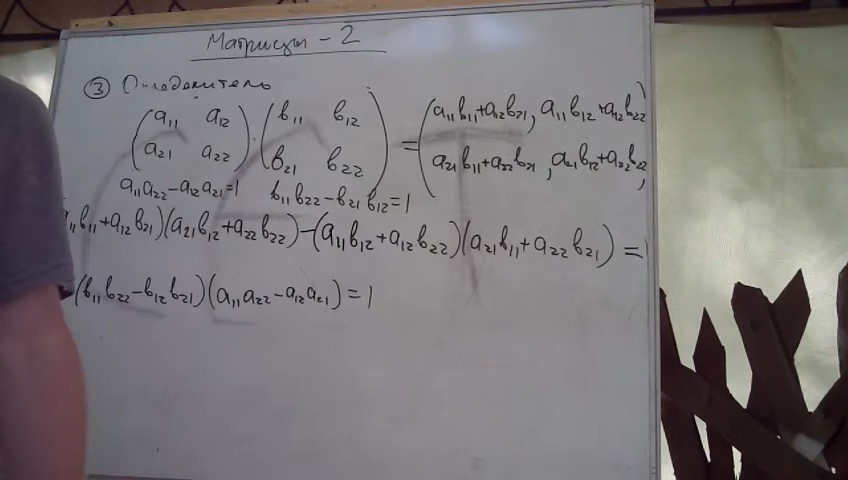 Матрицы - 2
③ Определитель
(a₁₁ a₁₂) · (b₁₁ b₁₂) = (a₁₁b₁₁+a₁₂b₂₁, a₁₁b₁₂+a₁₂b₂₂)
(a₂₁ a₂₂) (b₂₁ b₂₂) (a₂₁b₁₁+a₂₂b₂₁, a₂₁b₁₂+a₂₂b₂₂)
a₁₁a₂₂-a₁₂a₂₁=1 b₁₁b₂₂-b₂₁b₁₂=1
a₁₁b₁₁+a₁₂b₂₁)(a₂₁b₁₂+a₂₂b₂₂)-(a₁₁b₁₂+a₁₂b₂₂)(a₂₁b₁₁+a₂₂b₂₁)=
(b₁₁b₂₂-b₁₂b₂₁)(a₁₁a₂₂-a₁₂a₂₁)=1